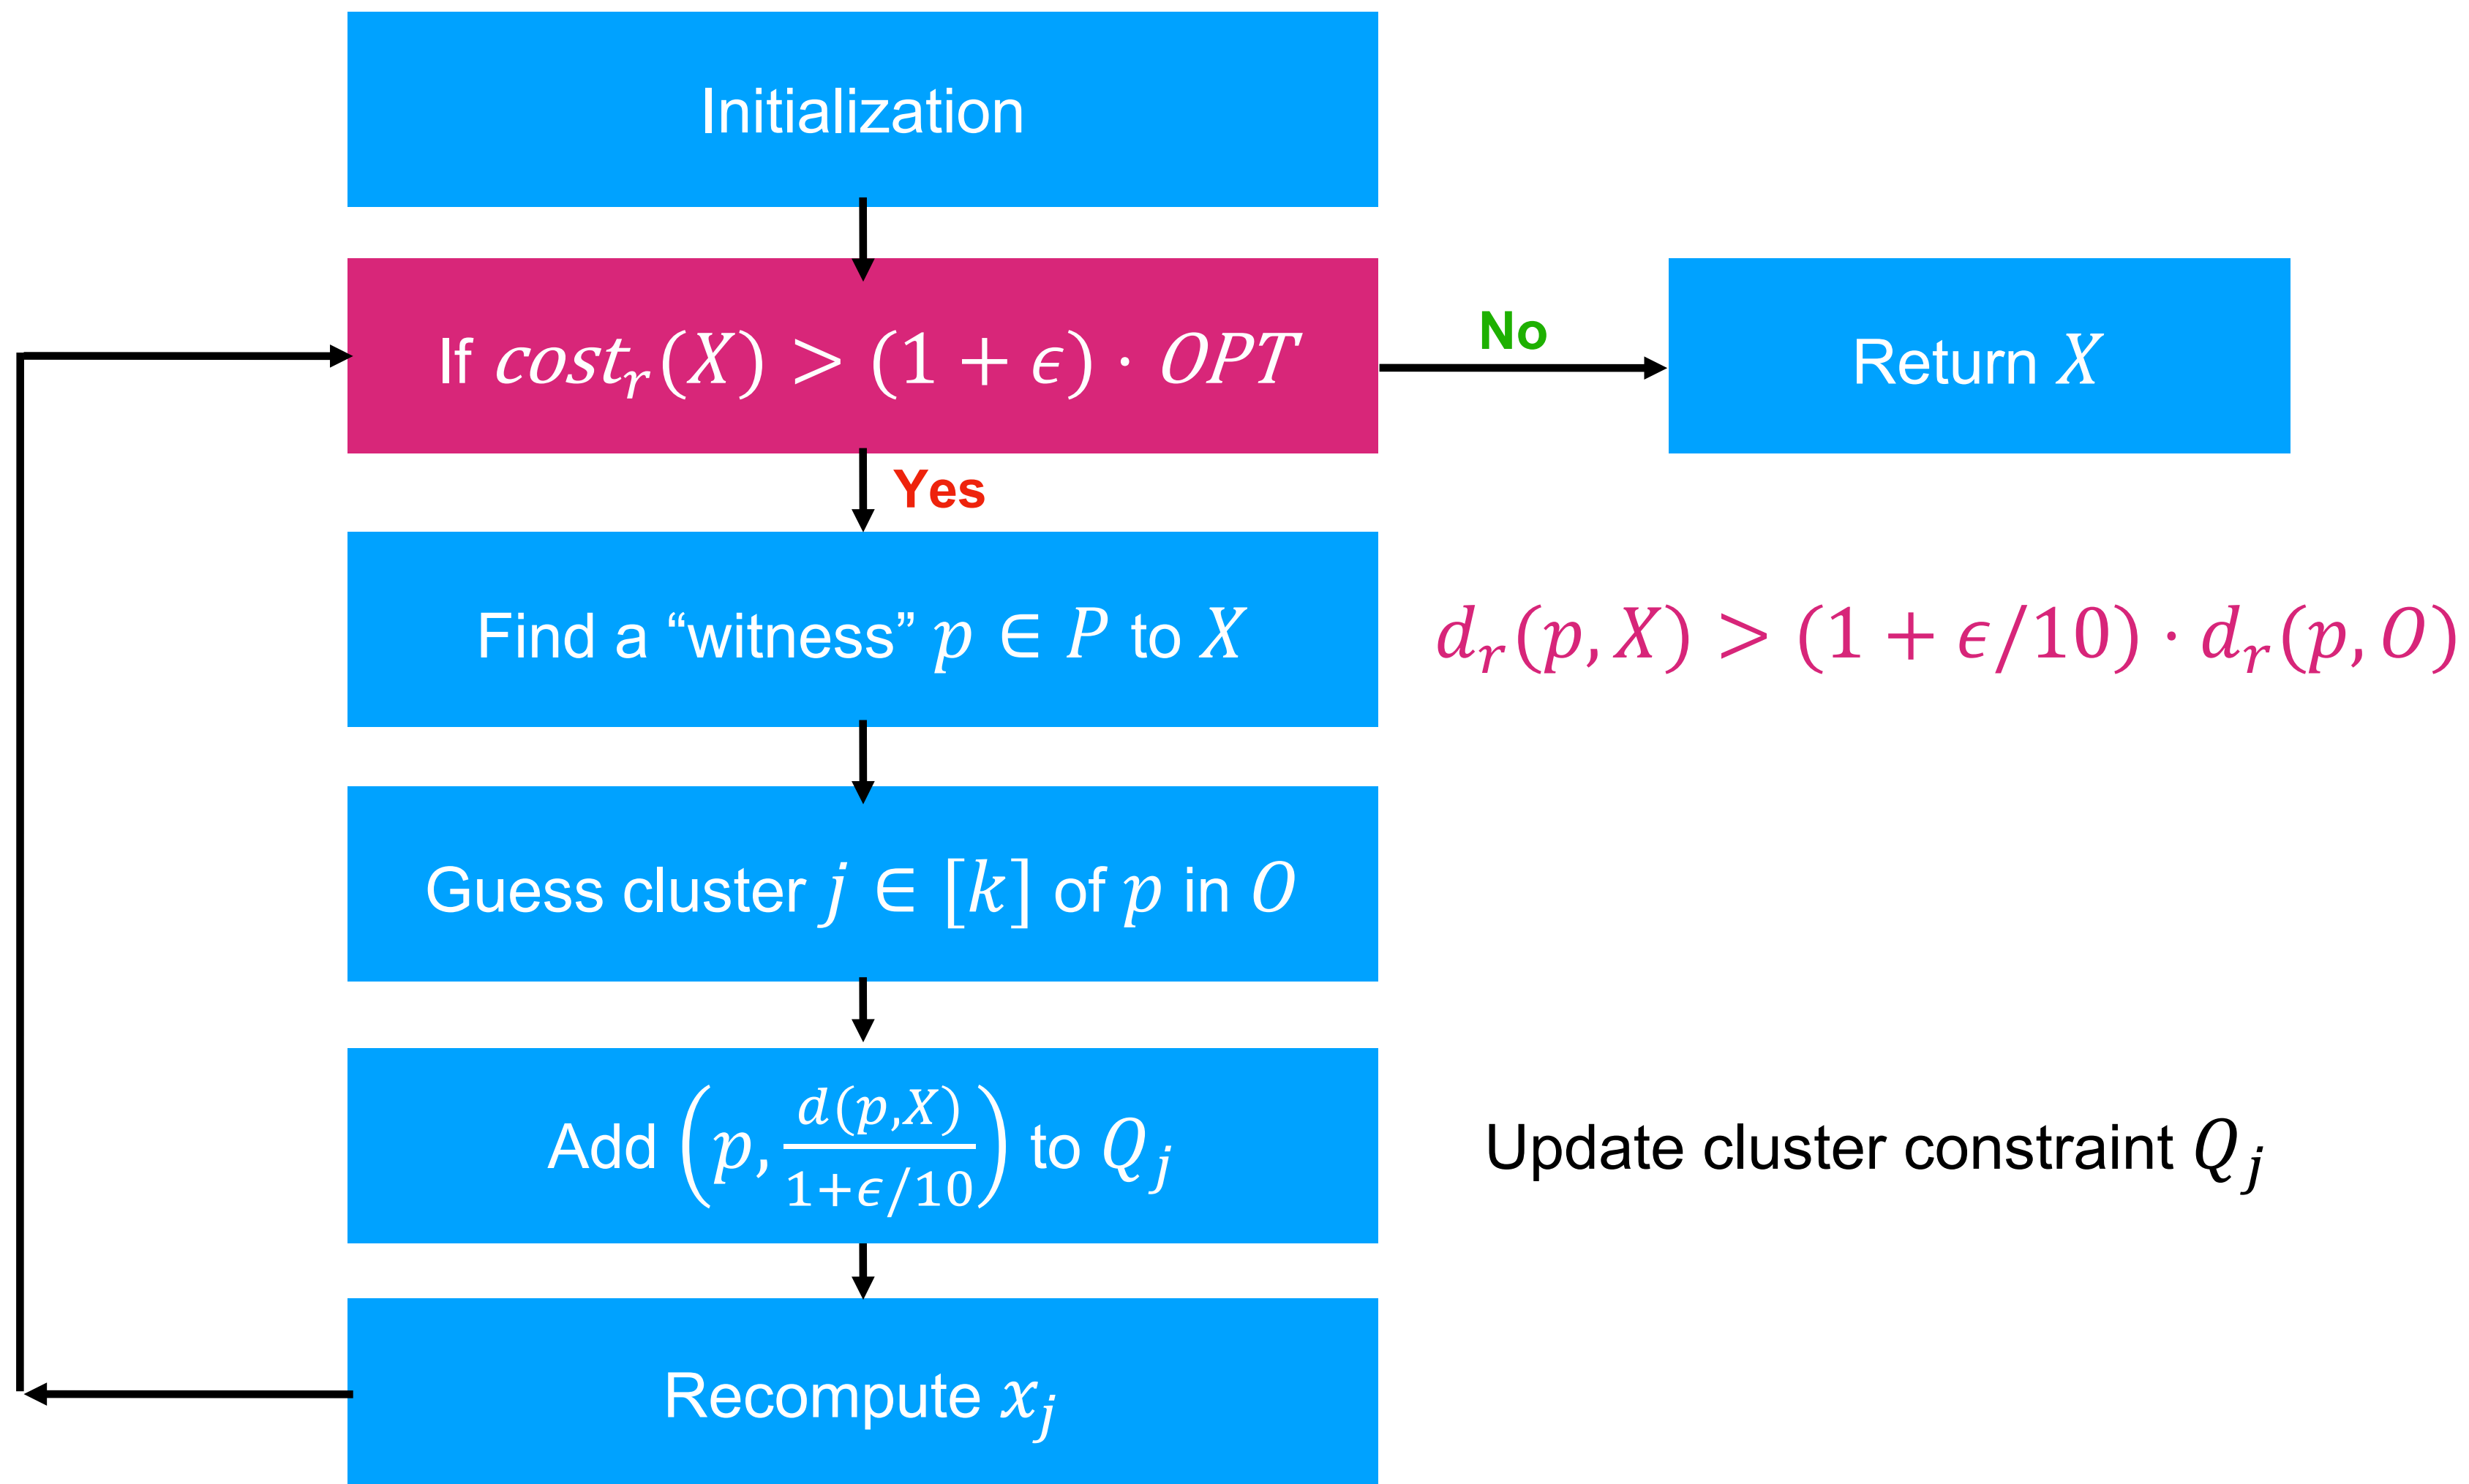 Initialization
If cost_r(X) > (1 + ϵ) · OPT
No
Return X
Yes
Find a “witness” p ∈ P to X
d_r(p, X) > (1 + ϵ/10) · d_r(p, O)
Guess cluster j ∈ [k] of p in O
Add (p, d(p,X)/1+ϵ/10) to Q_j
Update cluster constraint Q_j
Recompute x_j